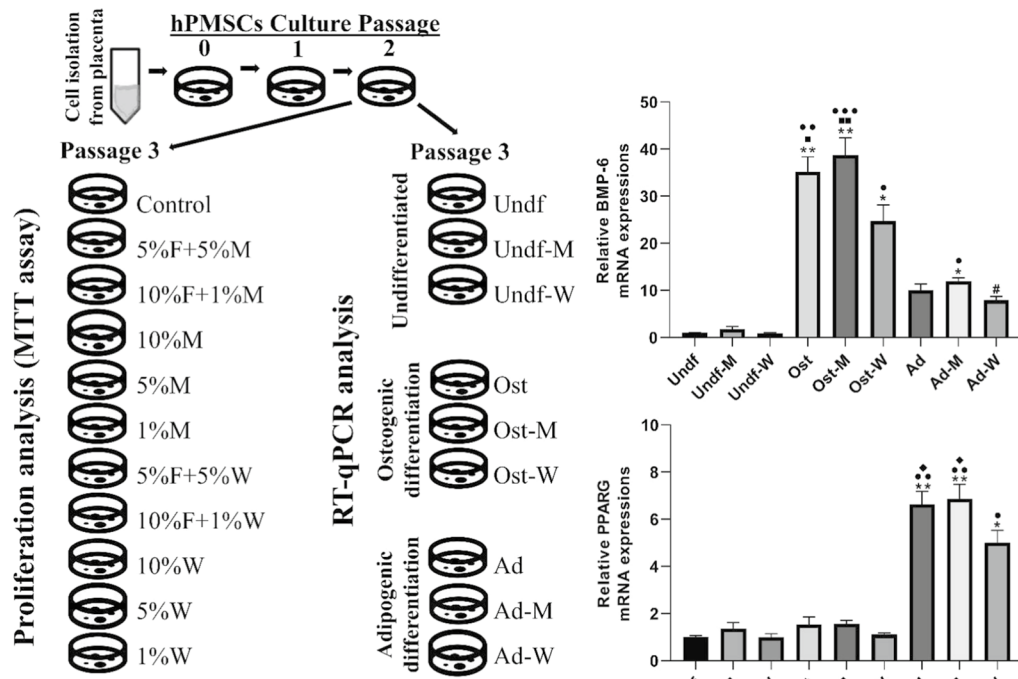 hPMSCs Culture Passage
0 1 2
Cell isolation
from placenta
Passage 3
Proliferation analysis (MTT assay)
Control
5%F+5%M
10%F+1%M
10%M
5%M
1%M
5%F+5%W
10%F+1%W
10%W
5%W
1%W
Passage 3
RT-qPCR analysis
Undifferentiated
Undf
Undf-M
Undf-W
Osteogenic
differentiation
Ost
Ost-M
Ost-W
Adipogenic
differentiation
Ad
Ad-M
Ad-W
Relative BMP-6
mRNA expressions
50
40
30
20
10
0
** ** * * #
Undf Undf-M Undf-W Ost Ost-M Ost-W Ad Ad-M Ad-W
Relative PPARG
mRNA expressions
10
8
6
4
2
0
** ** *